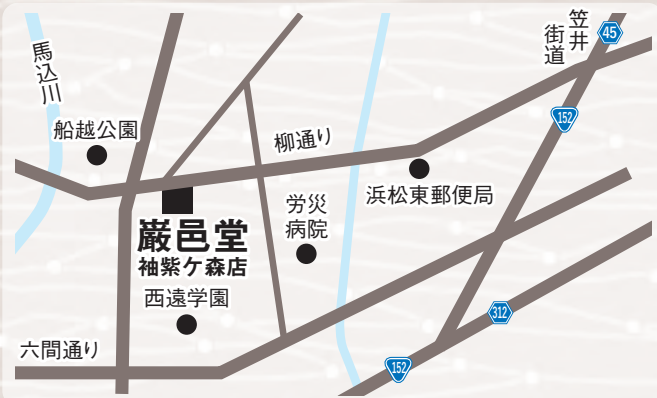 馬込川
笠井
街道
45
船越公園
152
柳通り
浜松東郵便局
巌邑堂
袖紫ケ森店
労災
病院
西遠学園
312
六間通り
152